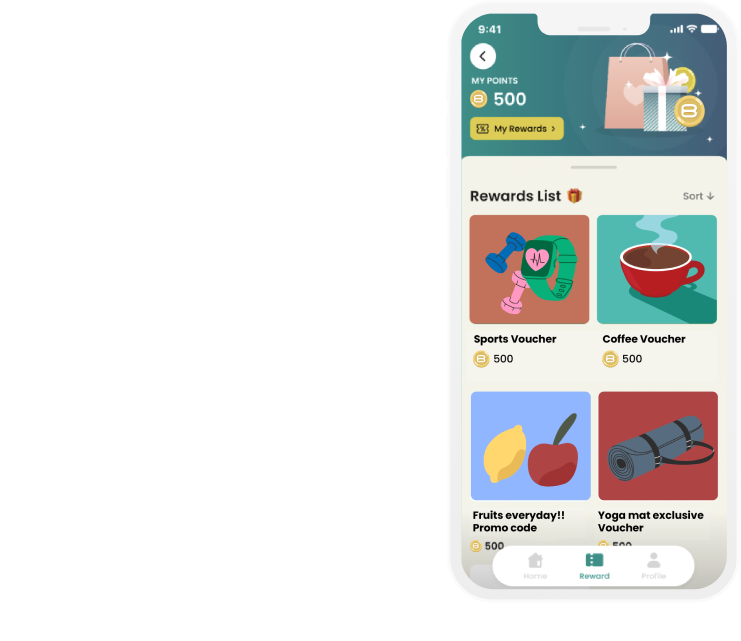 9:41
MY POINTS
500
My Rewards >
Rewards List
Sort ↓
Sports Voucher
500
Coffee Voucher
500
Fruits everyday!!
Promo code
500
Yoga mat exclusive
Voucher
500
Home
Reward
Profile